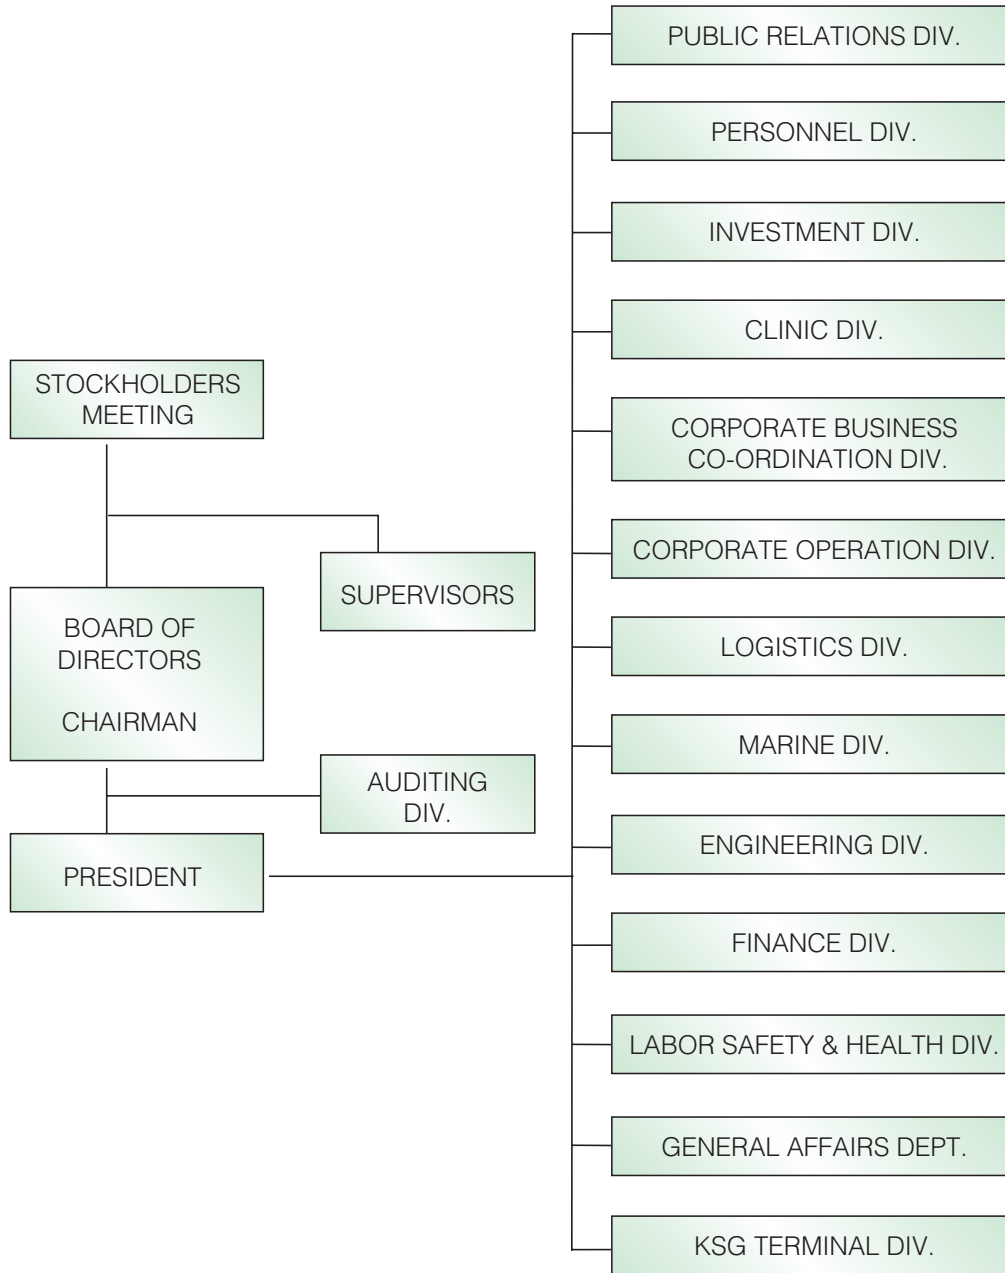 STOCKHOLDERS
MEETING
SUPERVISORS
BOARD OF
DIRECTORS
CHAIRMAN
AUDITING
DIV.
PRESIDENT
PUBLIC RELATIONS DIV.
PERSONNEL DIV.
INVESTMENT DIV.
CLINIC DIV.
CORPORATE BUSINESS
CO-ORDINATION DIV.
CORPORATE OPERATION DIV.
LOGISTICS DIV.
MARINE DIV.
ENGINEERING DIV.
FINANCE DIV.
LABOR SAFETY & HEALTH DIV.
GENERAL AFFAIRS DEPT.
KSG TERMINAL DIV.